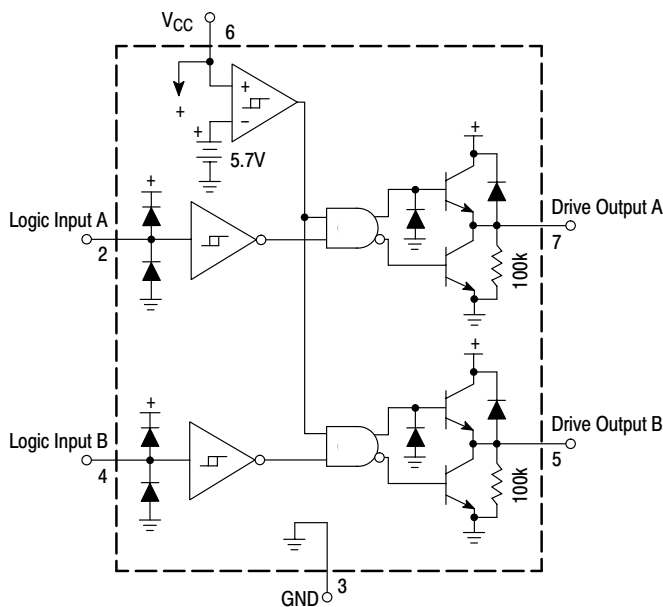 VCC
6
+
+
+
−
5.7V
+
+
Logic Input A
2
Drive Output A
7
100k
+
+
Logic Input B
4
Drive Output B
5
100k
3
GND